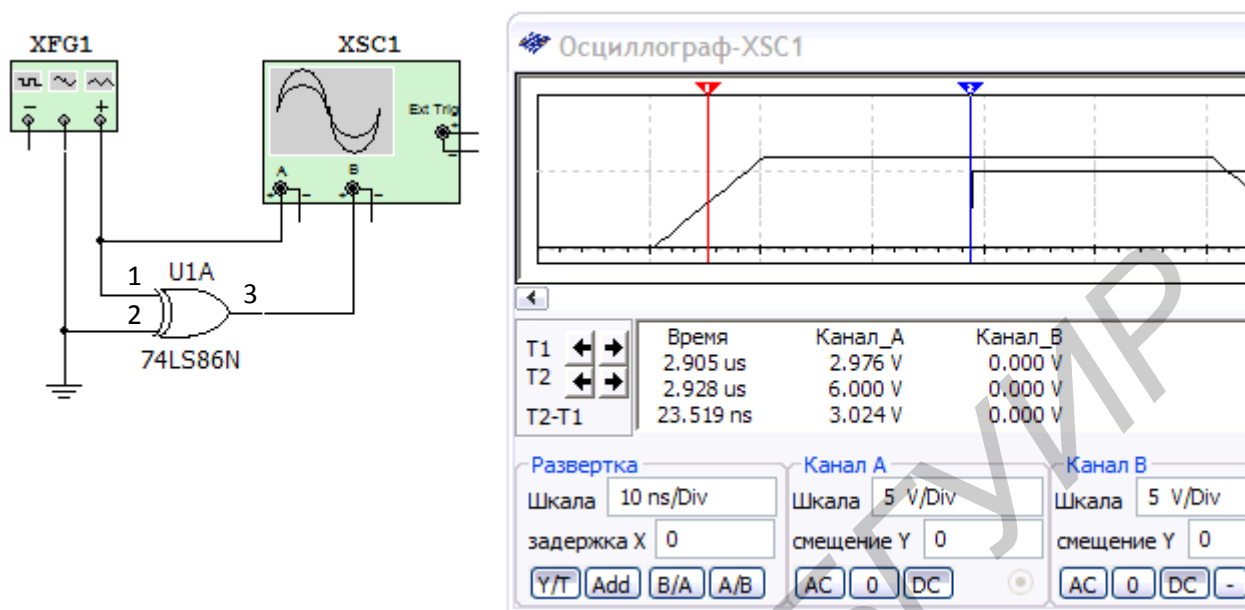 XFG1
XSC1
Ext Trig
A
B
1
U1A
2
3
74LS86N
Осциллограф-XSC1
1
2
Время Канал_A Канал_B
T1 2.905 us 2.976 V 0.000 V
T2 2.928 us 6.000 V 0.000 V
T2-T1 23.519 ns 3.024 V 0.000 V
Развертка
Шкала 10 ns/Div
задержка X 0
Y/T Add B/A A/B
Канал A
Шкала 5 V/Div
смещение Y 0
AC 0 DC
Канал B
Шкала 5 V/Div
смещение Y 0
AC 0 DC -
БГУИР